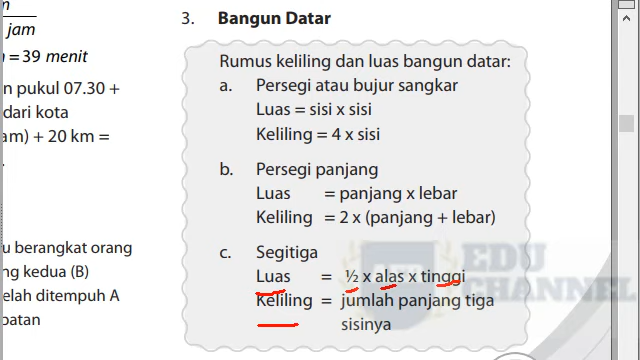 n
jam
= 39 menit
n pukul 07.30 +
dari kota
am) + 20 km =
u berangkat orang
ng kedua (B)
elah ditempuh A
patan
3. Bangun Datar
Rumus keliling dan luas bangun datar:
a. Persegi atau bujur sangkar
Luas = sisi x sisi
Keliling = 4 x sisi
b. Persegi panjang
Luas = panjang x lebar
Keliling = 2 x (panjang + lebar)
c. Segitiga
Luas = ½ x alas x tinggi
Keliling = jumlah panjang tiga
sisinya
EDU
CHANNEL